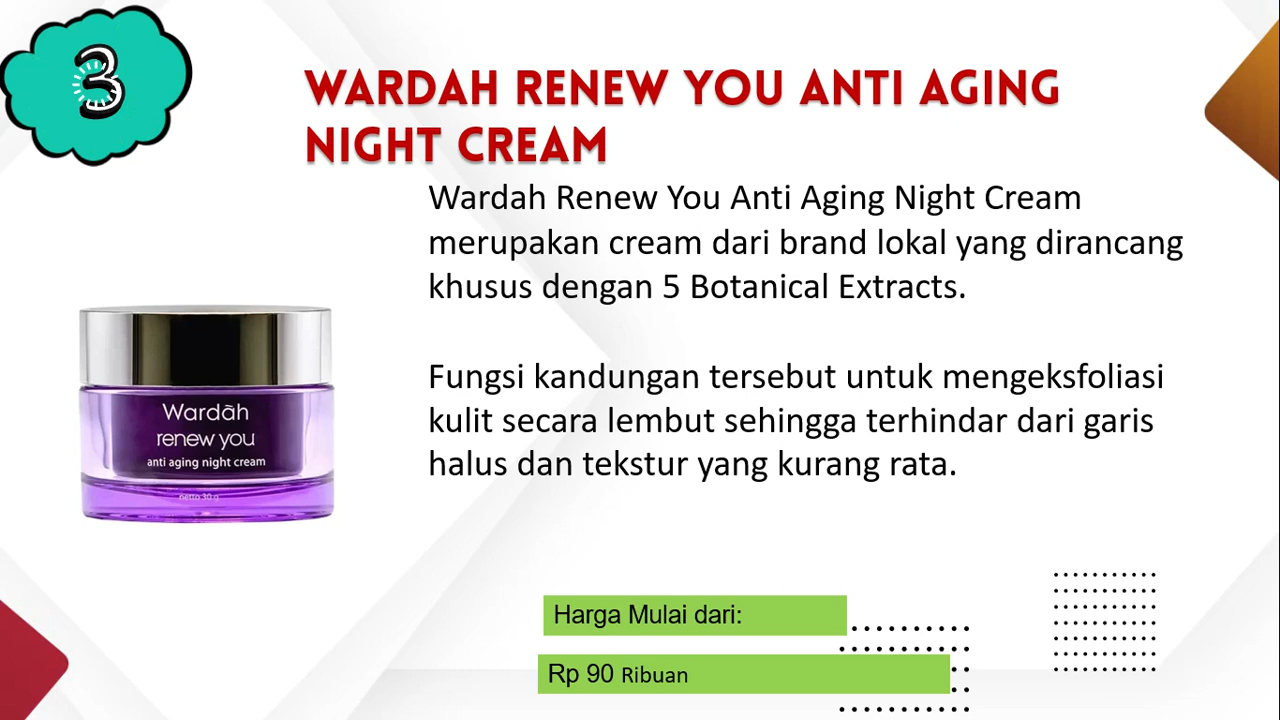 3
WARDAH RENEW YOU ANTI AGING
NIGHT CREAM
Wardah Renew You Anti Aging Night Cream
merupakan cream dari brand lokal yang dirancang
khusus dengan 5 Botanical Extracts.
Fungsi kandungan tersebut untuk mengeksfoliasi
kulit secara lembut sehingga terhindar dari garis
halus dan tekstur yang kurang rata.
Wardāh
renew you
anti aging night cream
netto 30 g
Harga Mulai dari:
Rp 90 Ribuan